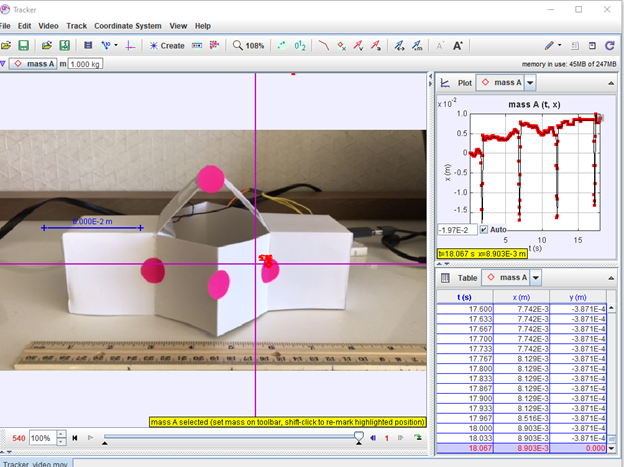 Tracker
File Edit Video Track Coordinate System View Help
Create 108%
memory in use: 45MB of 247MB
mass A m 1.000 kg
Plot mass A
mass A (t, x)
x 10⁻²
1.0
0.5
0
-0.5
-1.0
-1.5
x (m)
5 10 15
t (s)
-1.97E-2 Auto
t=18.067 s x=8.903E-3 m
Table mass A
t (s) x (m) y (m)
17.600 7.742E-3 -3.871E-4
17.633 7.742E-3 -3.871E-4
17.667 7.742E-3 -3.871E-4
17.700 7.742E-3 -3.871E-4
17.733 7.742E-3 -3.871E-4
17.767 8.129E-3 -3.871E-4
17.800 8.129E-3 -3.871E-4
17.833 8.129E-3 -3.871E-4
17.867 8.129E-3 -3.871E-4
17.900 8.129E-3 -3.871E-4
17.933 8.129E-3 -3.871E-4
17.967 8.516E-3 -3.871E-4
18.000 8.903E-3 -3.871E-4
18.033 8.903E-3 -3.871E-4
18.067 8.903E-3 0.000
mass A selected (set mass on toolbar, shift-click to re-mark highlighted position)
540 100% 1
Tracker_video.mov